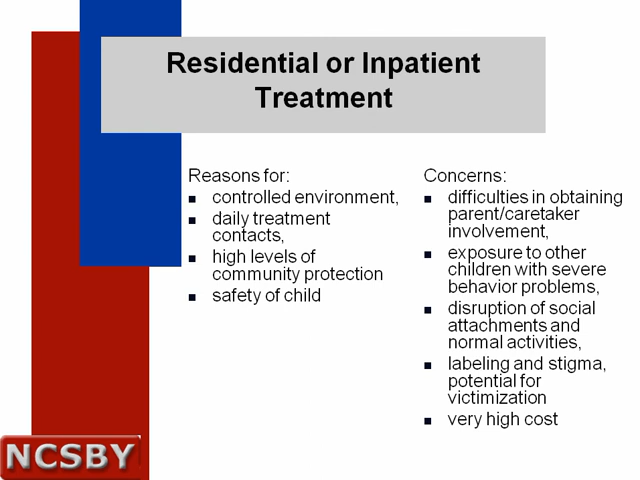 Residential or Inpatient
Treatment
Reasons for:
controlled environment,
daily treatment
contacts,
high levels of
community protection
safety of child
Concerns:
difficulties in obtaining
parent/caretaker
involvement,
exposure to other
children with severe
behavior problems,
disruption of social
attachments and
normal activities,
labeling and stigma,
potential for
victimization
very high cost
NCSBY